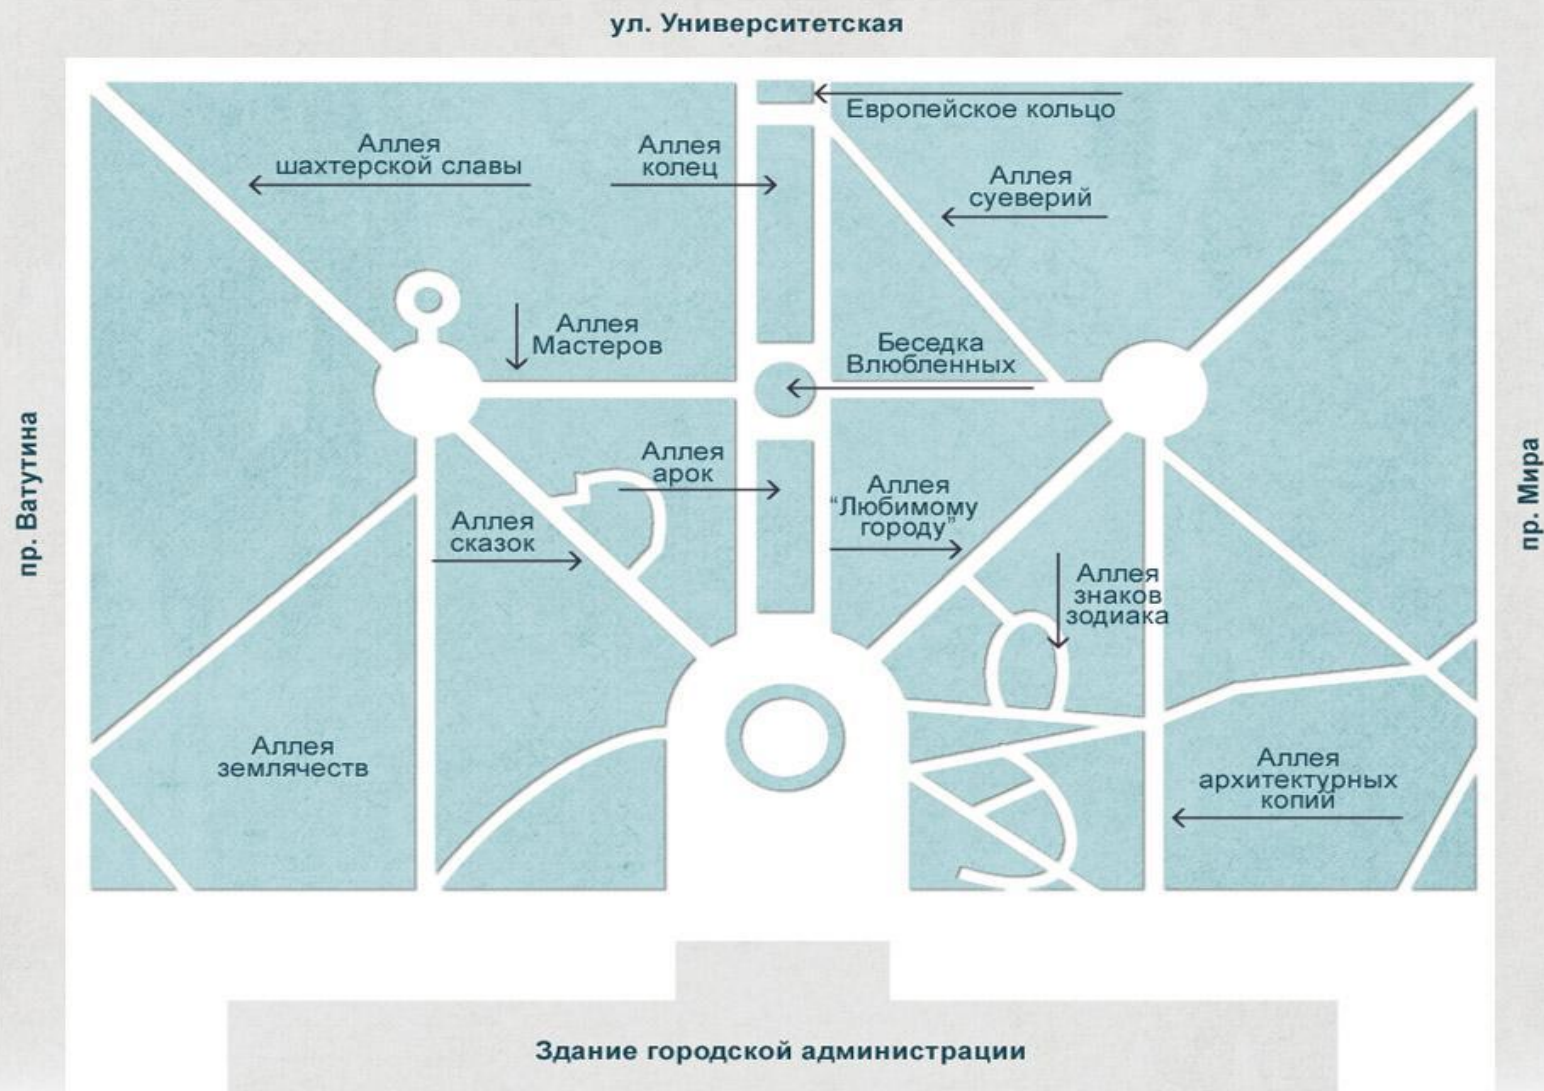 ул. Университетская
Европейское кольцо
Аллея
шахтерской славы
Аллея
колец
Аллея
суеверий
Аллея
Мастеров
Беседка
Влюбленных
Аллея
арок
Аллея
“Любимому
городу”
Аллея
сказок
Аллея
знаков
зодиака
Аллея
землячеств
Аллея
архитектурных
копий
пр. Ватутина
пр. Мира
Здание городской администрации